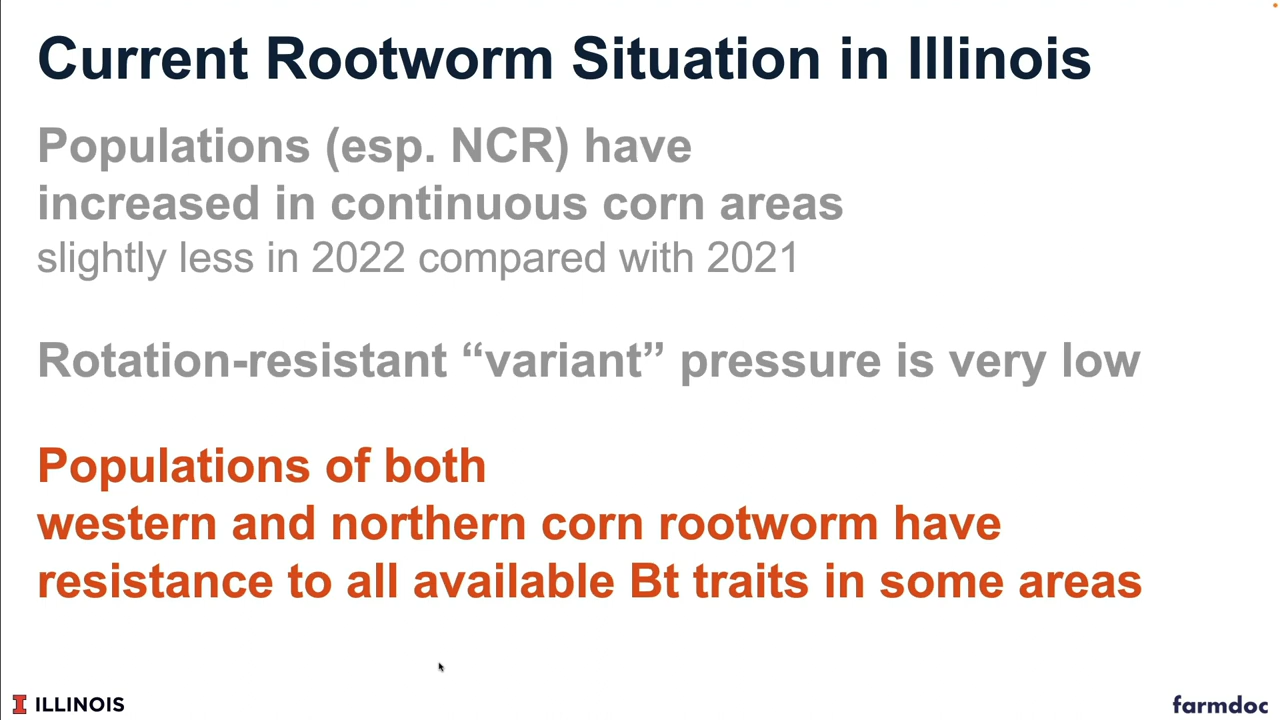 Current Rootworm Situation in Illinois
Populations (esp. NCR) have
increased in continuous corn areas
slightly less in 2022 compared with 2021
Rotation-resistant “variant” pressure is very low
Populations of both
western and northern corn rootworm have
resistance to all available Bt traits in some areas
I ILLINOIS
farmdoc